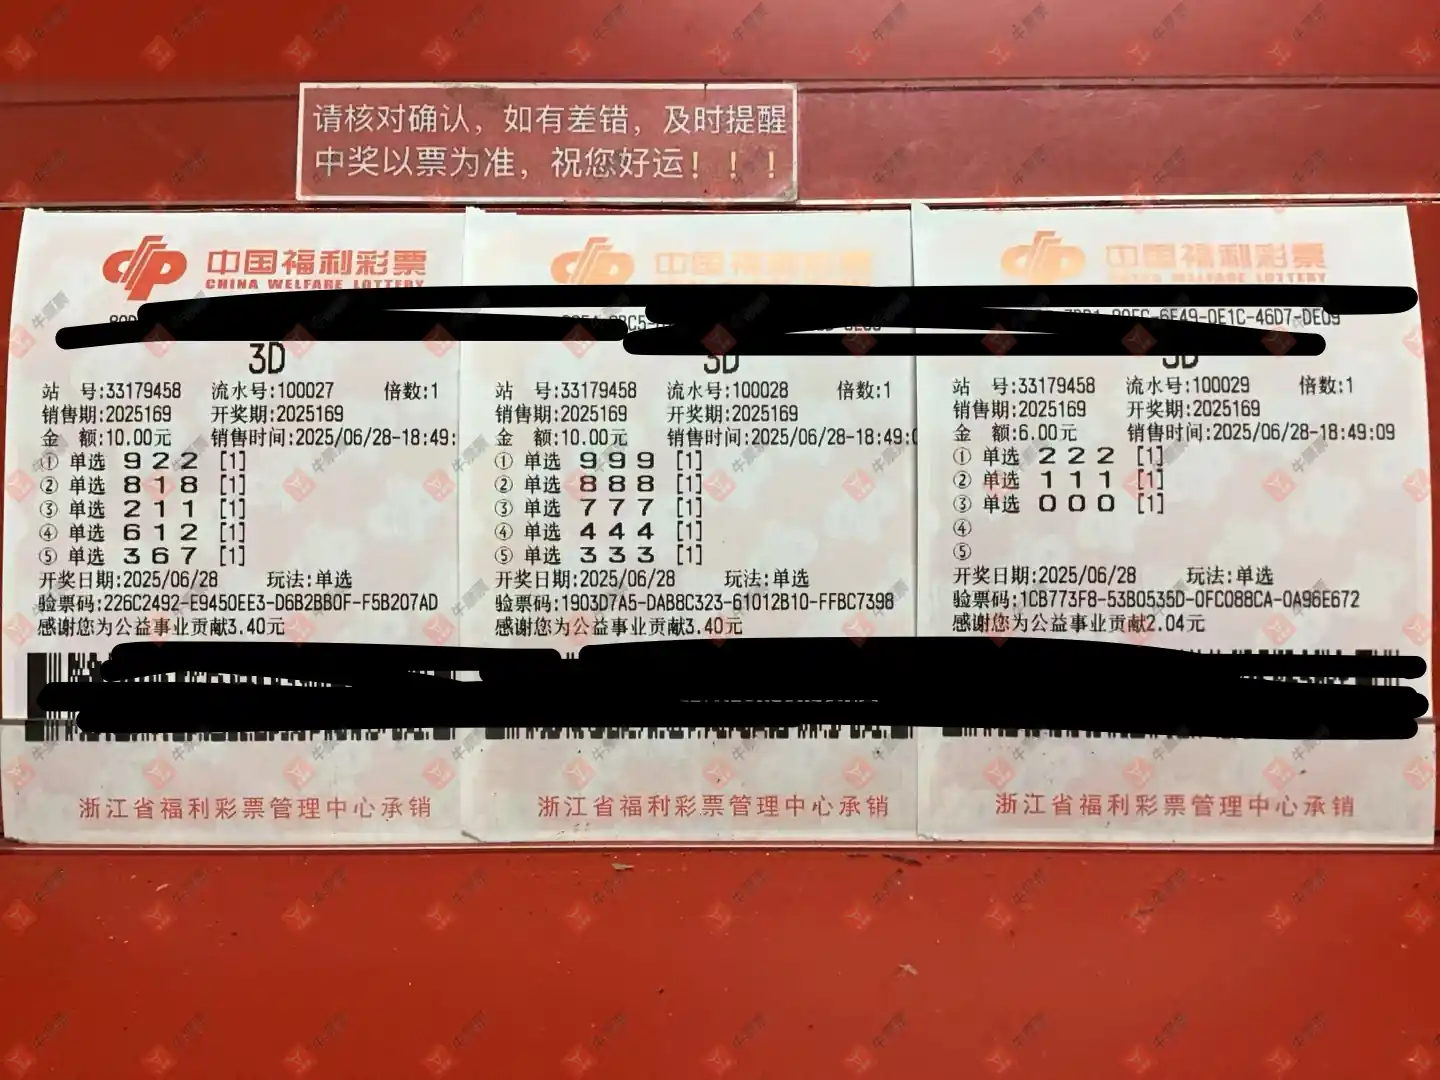 请核对确认，如有差错，及时提醒
中奖以票为准，祝您好运！！！
中国福利彩票
CHINA WELFARE LOTTERY
3D
站 号:33179458 流水号:100027 倍数:1
销售期:2025169 开奖期:2025169
金 额:10.00元 销售时间:2025/06/28-18:49:
① 单选 9 2 2 [1]
② 单选 8 1 8 [1]
③ 单选 2 1 1 [1]
④ 单选 6 1 2 [1]
⑤ 单选 3 6 7 [1]
开奖日期:2025/06/28 玩法:单选
验票码:226C2492-E9450EE3-D6B2BB0F-F5B207AD
感谢您为公益事业贡献3.40元
浙江省福利彩票管理中心承销
中国福利彩票
CHINA WELFARE LOTTERY
3D
站 号:33179458 流水号:100028 倍数:1
销售期:2025169 开奖期:2025169
金 额:10.00元 销售时间:2025/06/28-18:49:0
① 单选 9 9 9 [1]
② 单选 8 8 8 [1]
③ 单选 7 7 7 [1]
④ 单选 4 4 4 [1]
⑤ 单选 3 3 3 [1]
开奖日期:2025/06/28 玩法:单选
验票码:1903D7A5-DAB8C323-61012B10-FFBC7398
感谢您为公益事业贡献3.40元
浙江省福利彩票管理中心承销
中国福利彩票
CHINA WELFARE LOTTERY
6E49-0E1C-46D7-DE09
3D
站 号:33179458 流水号:100029 倍数:1
销售期:2025169 开奖期:2025169
金 额:6.00元 销售时间:2025/06/28-18:49:09
① 单选 2 2 2 [1]
② 单选 1 1 1 [1]
③ 单选 0 0 0 [1]
④
⑤
开奖日期:2025/06/28 玩法:单选
验票码:1CB773F8-53B0535D-0FC088CA-0A96E672
感谢您为公益事业贡献2.04元
浙江省福利彩票管理中心承销